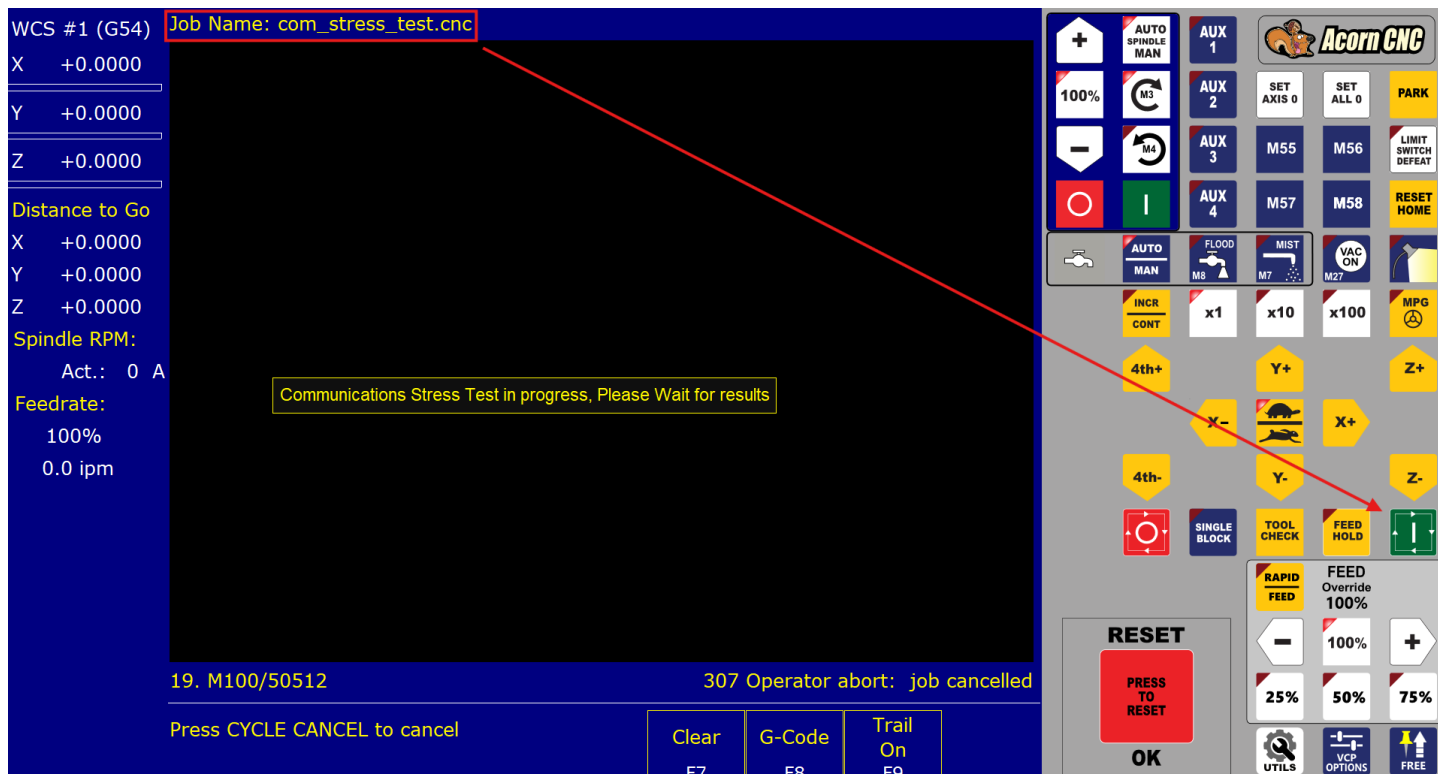 WCS #1 (G54)
Job Name: com_stress_test.cnc
X +0.0000
Y +0.0000
Z +0.0000
Distance to Go
X +0.0000
Y +0.0000
Z +0.0000
Spindle RPM:
Act.: 0 A
Feedrate:
100%
0.0 ipm
Communications Stress Test in progress, Please Wait for results
19. M100/50512
307 Operator abort: job cancelled
Press CYCLE CANCEL to cancel
Clear
F7
G-Code
F8
Trail
On
F9
+
AUTO
SPINDLE
MAN
AUX
1
Acorn CNC
100%
M3
AUX
2
SET
AXIS 0
SET
ALL 0
PARK
-
M4
AUX
3
M55
M56
LIMIT
SWITCH
DEFEAT
AUX
4
M57
M58
RESET
HOME
AUTO
MAN
FLOOD
M8
MIST
M7
VAC
ON
M27
INCR
CONT
x1
x10
x100
MPG
4th+
Y+
Z+
X-
X+
4th-
Y-
Z-
SINGLE
BLOCK
TOOL
CHECK
FEED
HOLD
RAPID
FEED
FEED
Override
100%
RESET
PRESS
TO
RESET
OK
-
100%
+
25%
50%
75%
UTILS
VCP
OPTIONS
FREE